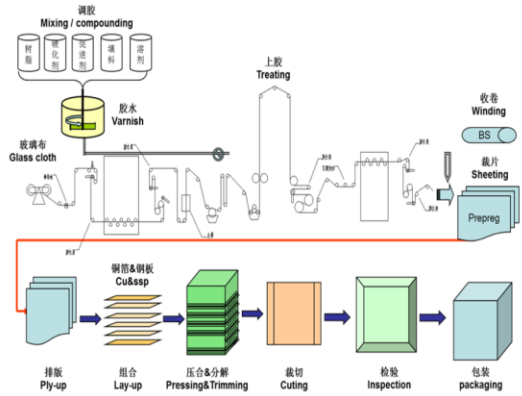 调胶
Mixing / compounding
树脂
硬化剂
促进剂
填料
溶剂
胶水
Varnish
上胶
Treating
收卷
Winding
BS
玻璃布
Glass cloth
裁片
Sheeting
Prepreg
铜箔&钢板
Cu&ssp
排版
Ply-up
组合
Lay-up
压合&分解
Pressing&Trimming
裁切
Cuting
检验
Inspection
包装
packaging